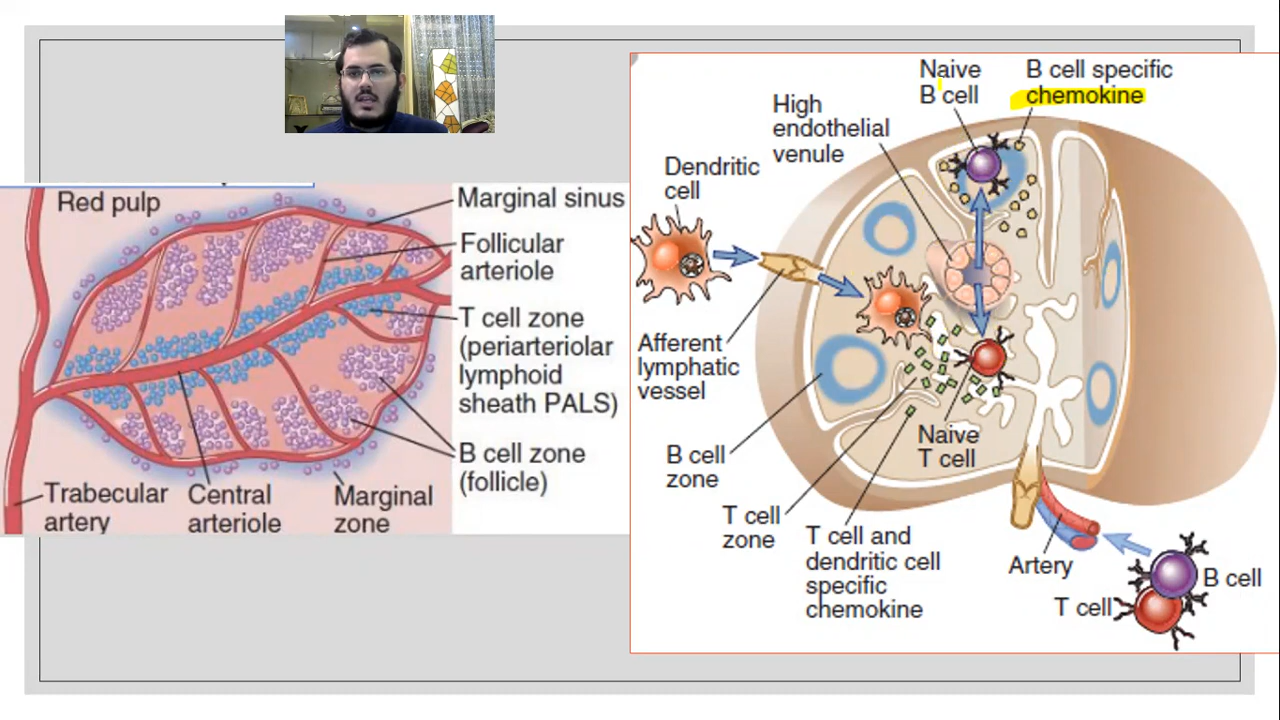 Red pulp
Marginal sinus
Follicular
arteriole
T cell zone
(periarteriolar
lymphoid
sheath PALS)
B cell zone
(follicle)
Trabecular
artery
Central
arteriole
Marginal
zone
Naive
B cell
B cell specific
chemokine
High
endothelial
venule
Dendritic
cell
Afferent
lymphatic
vessel
B cell
zone
T cell
zone
T cell and
dendritic cell
specific
chemokine
Naive
T cell
Artery
B cell
T cell